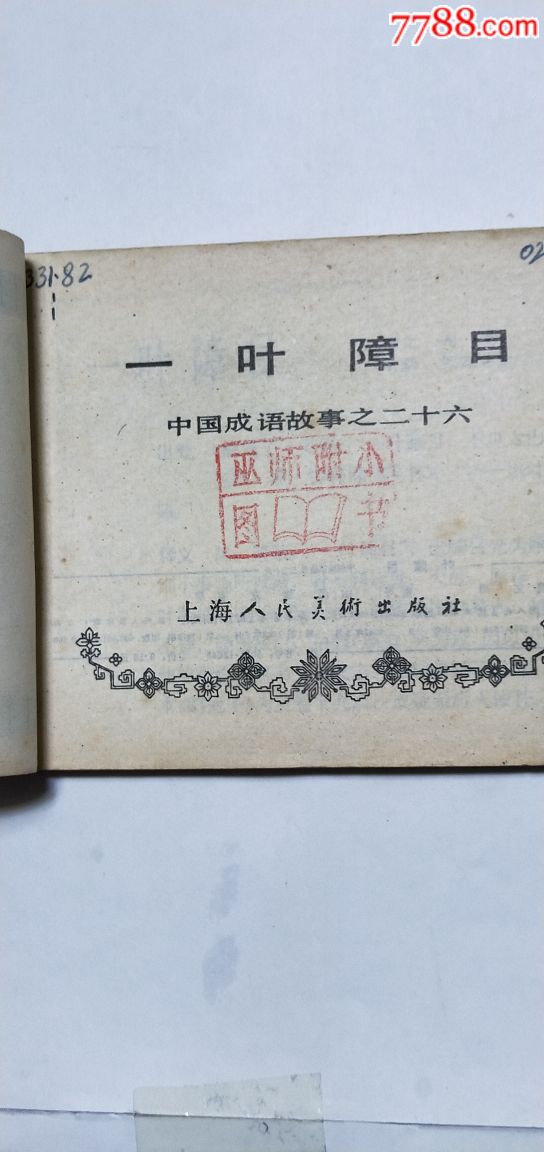 7788.com
331.82
02
一叶障目
中国成语故事之二十六
巫师附小
图书
上海人民美術出版社